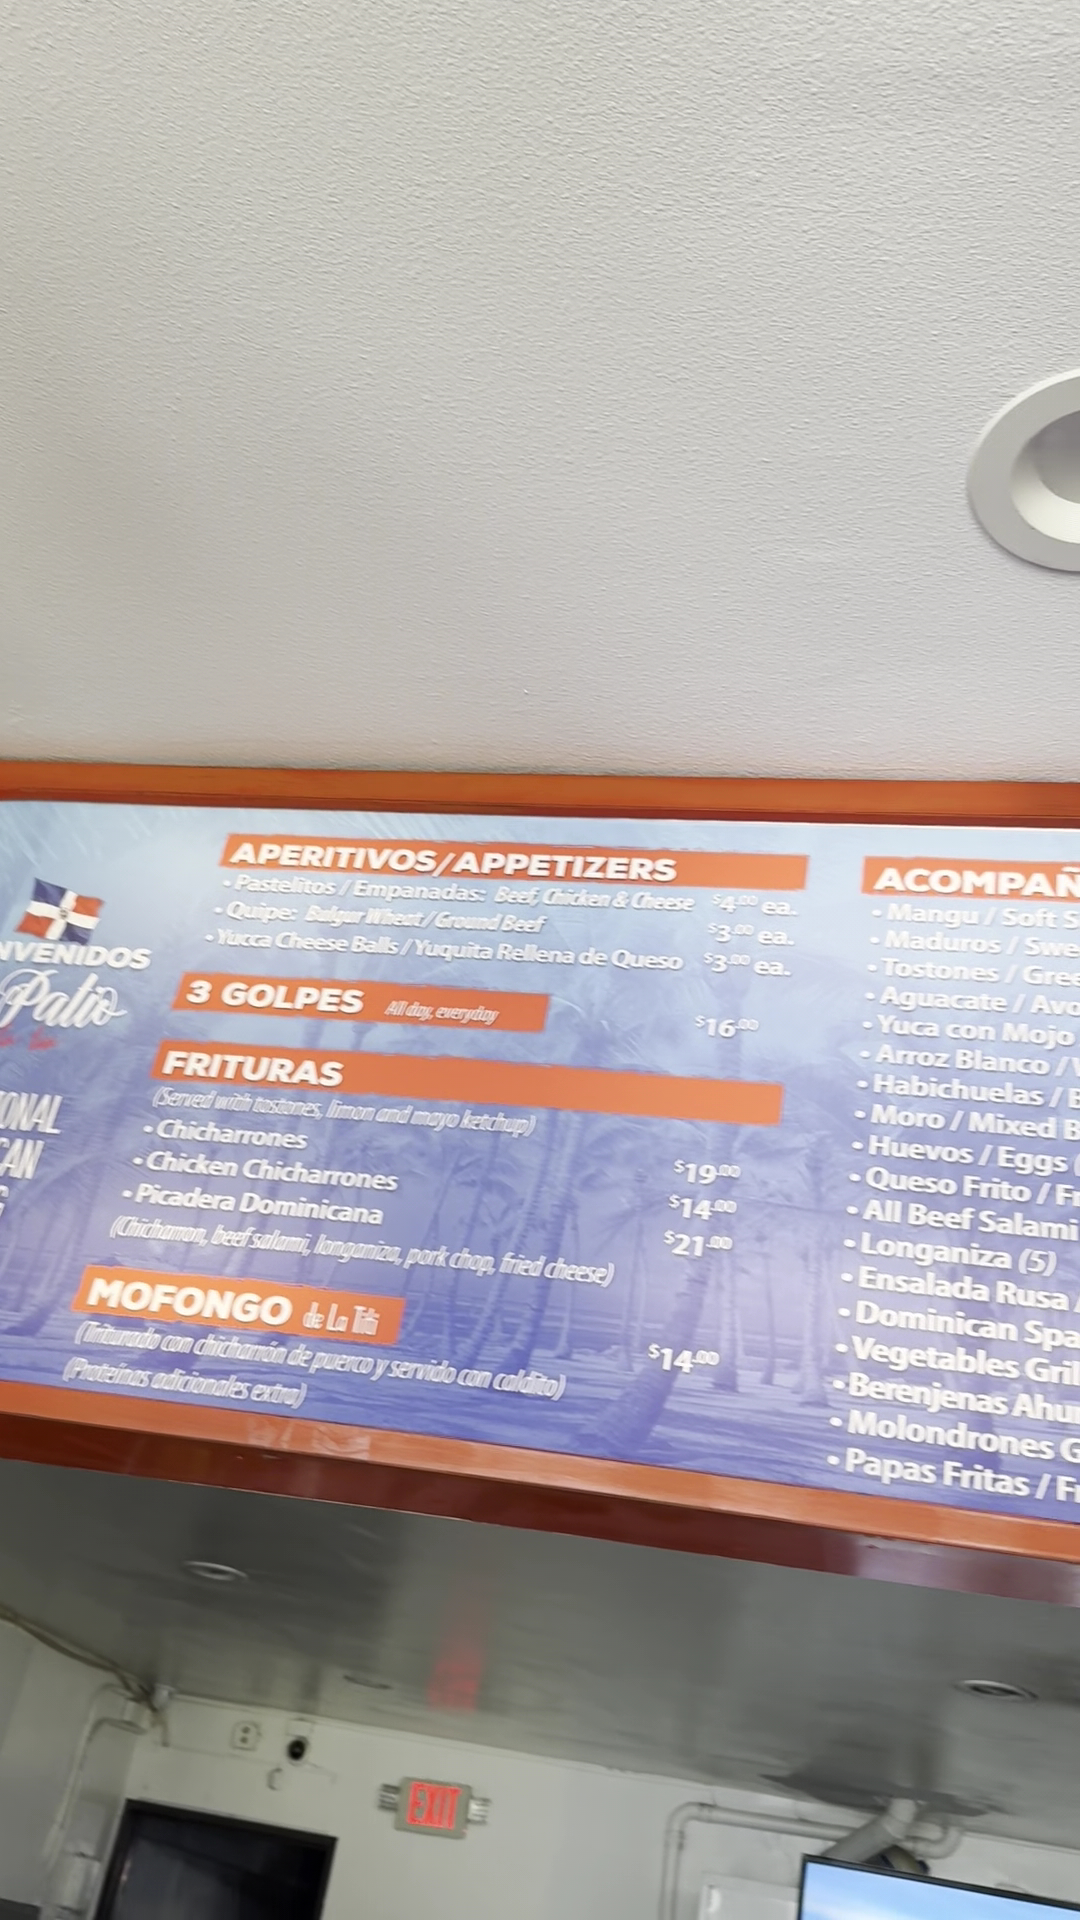 NVENIDOS
Patio
ONAL
CAN
APERITIVOS/APPETIZERS
• Pastelitos / Empanadas: Beef, Chicken & Cheese $4.00 ea.
• Quipe: Bulgur Wheat / Ground Beef $3.00 ea.
• Yucca Cheese Balls / Yuquita Rellena de Queso $3.00 ea.
3 GOLPES All day, everyday $16.00
FRITURAS
(Served with tostones, limon and mayo ketchup)
• Chicharrones $19.00
• Chicken Chicharrones $14.00
• Picadera Dominicana $21.00
(Chicharron, beef salami, longaniza, pork chop, fried cheese)
MOFONGO de La Titi
(Triturado con chicharrón de puerco y servido con caldito) $14.00
(Proteinas adicionales extra)
ACOMPAÑ
• Mangu / Soft S
• Maduros / Swe
• Tostones / Gree
• Aguacate / Avo
• Yuca con Mojo
• Arroz Blanco /
• Habichuelas / B
• Moro / Mixed B
• Huevos / Eggs
• Queso Frito / Fr
• All Beef Salami
• Longaniza (5)
• Ensalada Rusa
• Dominican Spa
• Vegetables Gril
• Berenjenas Ahu
• Molondrones G
• Papas Fritas / Fr
EXIT